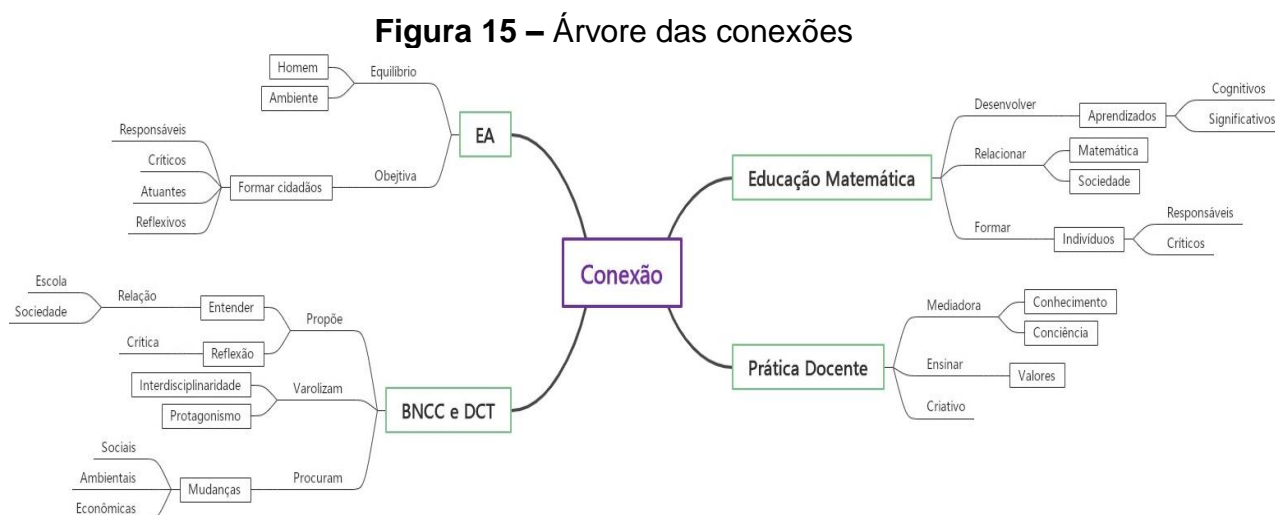 Figura 15 – Árvore das conexões
Conexão
EA
Equilíbrio
Homem
Ambiente
Obejtiva
Formar cidadãos
Responsáveis
Críticos
Atuantes
Reflexivos
BNCC e DCT
Propõe
Entender
Relação
Escola
Sociedade
Reflexão
Crítica
Varolizam
Interdisciplinaridade
Protagonismo
Procuram
Mudanças
Sociais
Ambientais
Econômicas
Educação Matemática
Desenvolver
Aprendizados
Cognitivos
Significativos
Relacionar
Matemática
Sociedade
Formar
Indivíduos
Responsáveis
Críticos
Prática Docente
Mediadora
Conhecimento
Conciência
Ensinar
Valores
Criativo